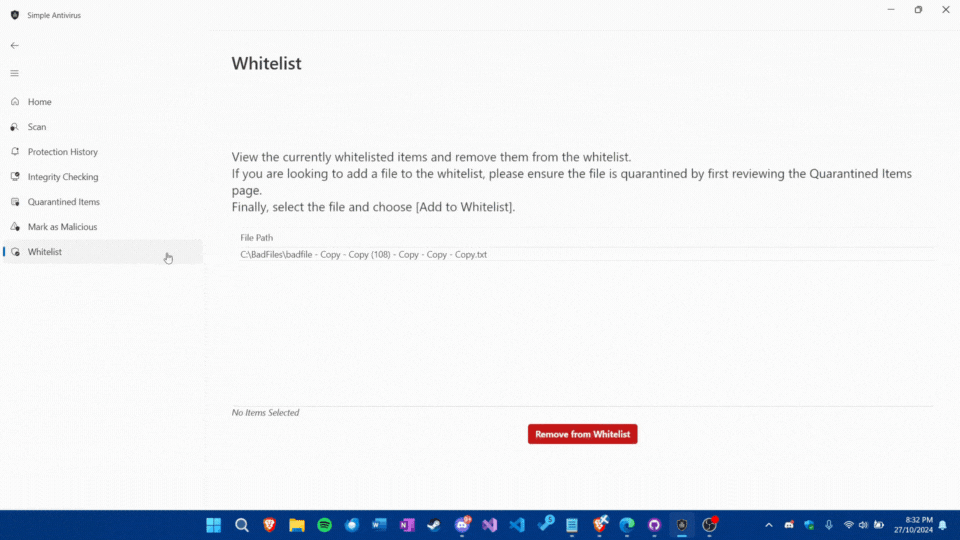 Simple Antivirus
Whitelist
Home
Scan
Protection History
Integrity Checking
Quarantined Items
Mark as Malicious
Whitelist
View the currently whitelisted items and remove them from the whitelist.
If you are looking to add a file to the whitelist, please ensure the file is quarantined by first reviewing the Quarantined Items
page.
Finally, select the file and choose [Add to Whitelist].
File Path
C:\BadFiles\badfile - Copy - Copy (108) - Copy - Copy - Copy.txt
No Items Selected
Remove from Whitelist
8:32 PM
27/10/2024